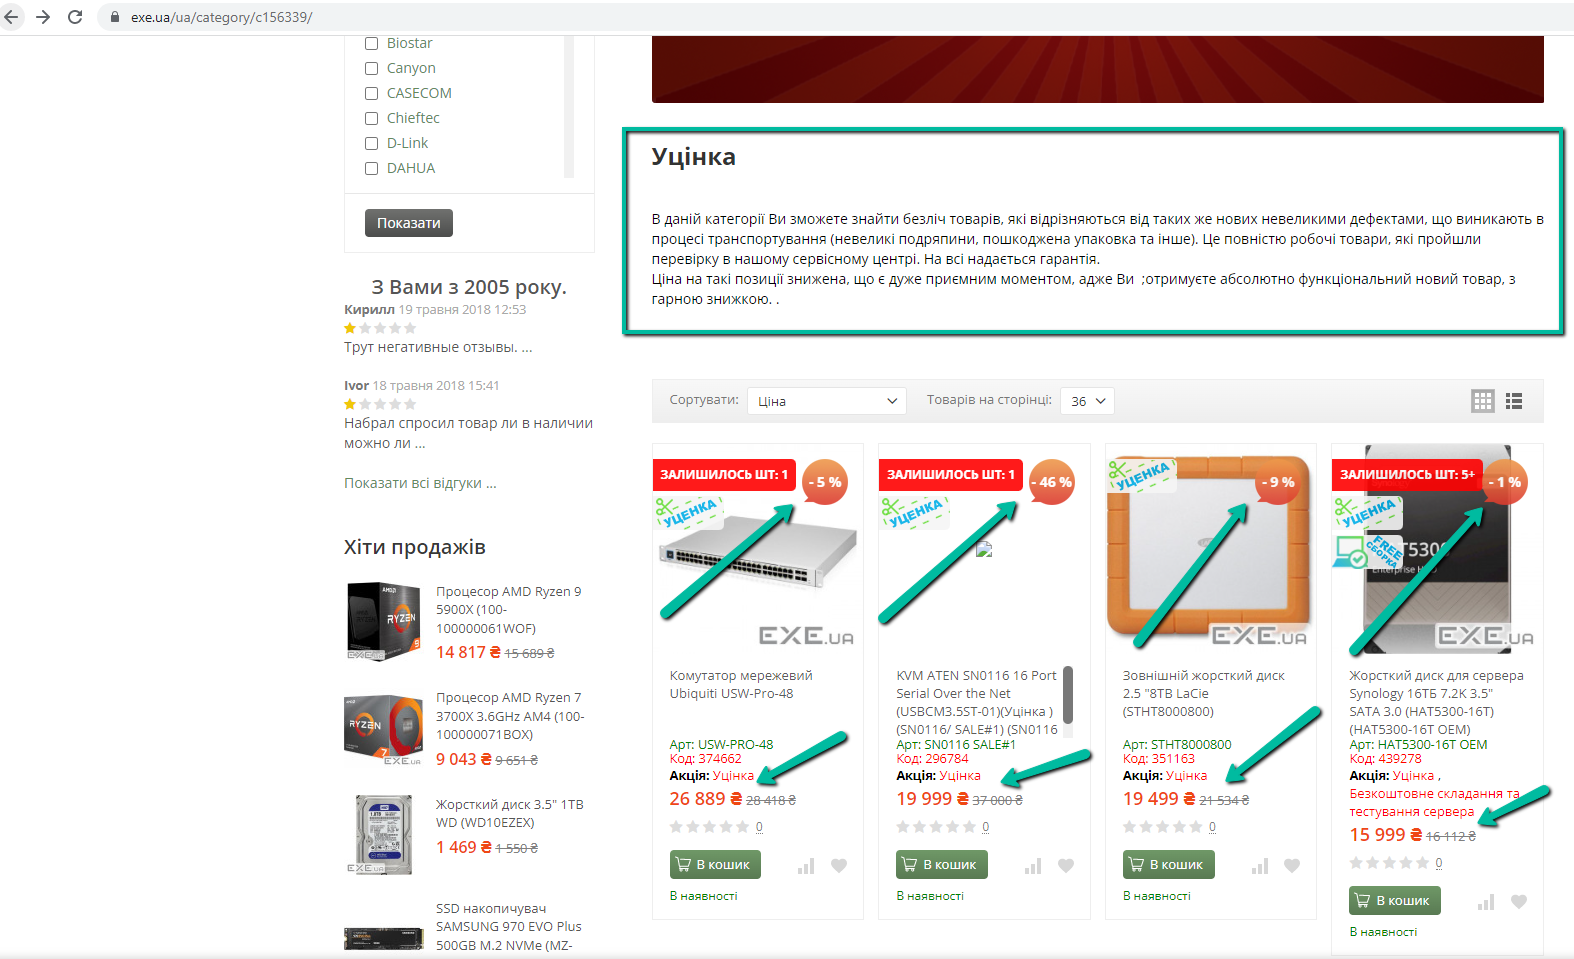 exe.ua/ua/category/c156339/
Biostar
Canyon
CASECOM
Chieftec
D-Link
DAHUA
Показати
З Вами з 2005 року.
Кирилл 19 травня 2018 12:53
Трут негативные отзывы. ...
Ivor 18 травня 2018 15:41
Набрал спросил товар ли в наличии
можно ли ...
Показати всі відгуки ...
Хіти продажів
Процесор AMD Ryzen 9
5900X (100-
100000061WOF)
14 817 ₴ 15 689 ₴
Процесор AMD Ryzen 7
3700X 3.6GHz AM4 (100-
100000071BOX)
9 043 ₴ 9 651 ₴
Жорсткий диск 3.5" 1TB
WD (WD10EZEX)
1 469 ₴ 1 550 ₴
SSD накопичувач
SAMSUNG 970 EVO Plus
500GB M.2 NVMe (MZ-
Уцінка
В даній категорії Ви зможете знайти безліч товарів, які відрізняються від таких же нових невеликими дефектами, що виникають в
процесі транспортування (невеликі подряпини, пошкоджена упаковка та інше). Це повністю робочі товари, які пройшли
перевірку в нашому сервісному центрі. На всі надається гарантія.
Ціна на такі позиції знижена, що є дуже приємним моментом, адже Ви ;отримуєте абсолютно функціональний новий товар, з
гарною знижкою. .
Сортувати: Ціна Товарів на сторінці: 36
ЗАЛИШИЛОСЬ ШТ: 1 - 5 %
УЦЕНКА
EXE.UA
Комутатор мережевий
Ubiquiti USW-Pro-48
Арт: USW-PRO-48
Код: 374662
Акція: Уцінка
26 889 ₴ 28 418 ₴
0
В кошик
В наявності
ЗАЛИШИЛОСЬ ШТ: 1 - 46 %
УЦЕНКА
KVM ATEN SN0116 16 Port
Serial Over the Net
(USBCM3.5ST-01)(Уцінка )
(SN0116/ SALE#1) (SN0116
Арт: SN0116 SALE#1
Код: 296784
Акція: Уцінка
19 999 ₴ 37 000 ₴
0
В кошик
В наявності
УЦЕНКА - 9 %
EXE.UA
Зовнішній жорсткий диск
2.5 "8TB LaCie
(STHT8000800)
Арт: STHT8000800
Код: 351163
Акція: Уцінка
19 499 ₴ 21 534 ₴
0
В кошик
В наявності
ЗАЛИШИЛОСЬ ШТ: 5+ - 1 %
УЦЕНКА
FREE
СБОРКА
EXE.UA
Жорсткий диск для сервера
Synology 16ТБ 7.2K 3.5"
SATA 3.0 (HAT5300-16T)
(HAT5300-16T OEM)
Арт: HAT5300-16T OEM
Код: 439278
Акція: Уцінка ,
Безкоштовне складання та
тестування сервера
15 999 ₴ 16 112 ₴
0
В кошик
В наявності